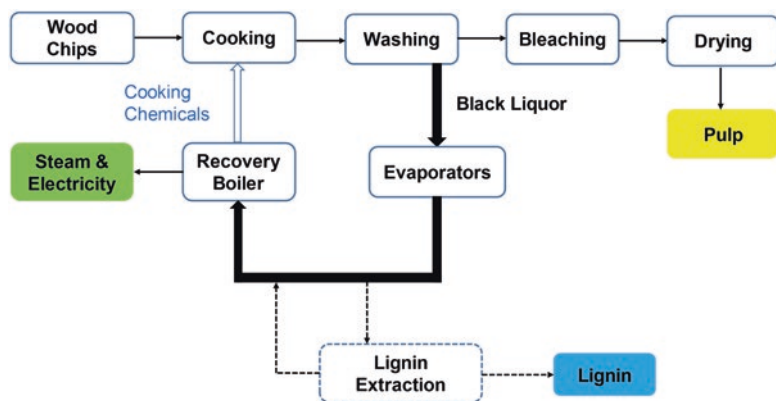 Wood
Chips
Cooking
Washing
Bleaching
Drying
Cooking
Chemicals
Black Liquor
Steam &
Electricity
Recovery
Boiler
Evaporators
Pulp
Lignin
Extraction
Lignin